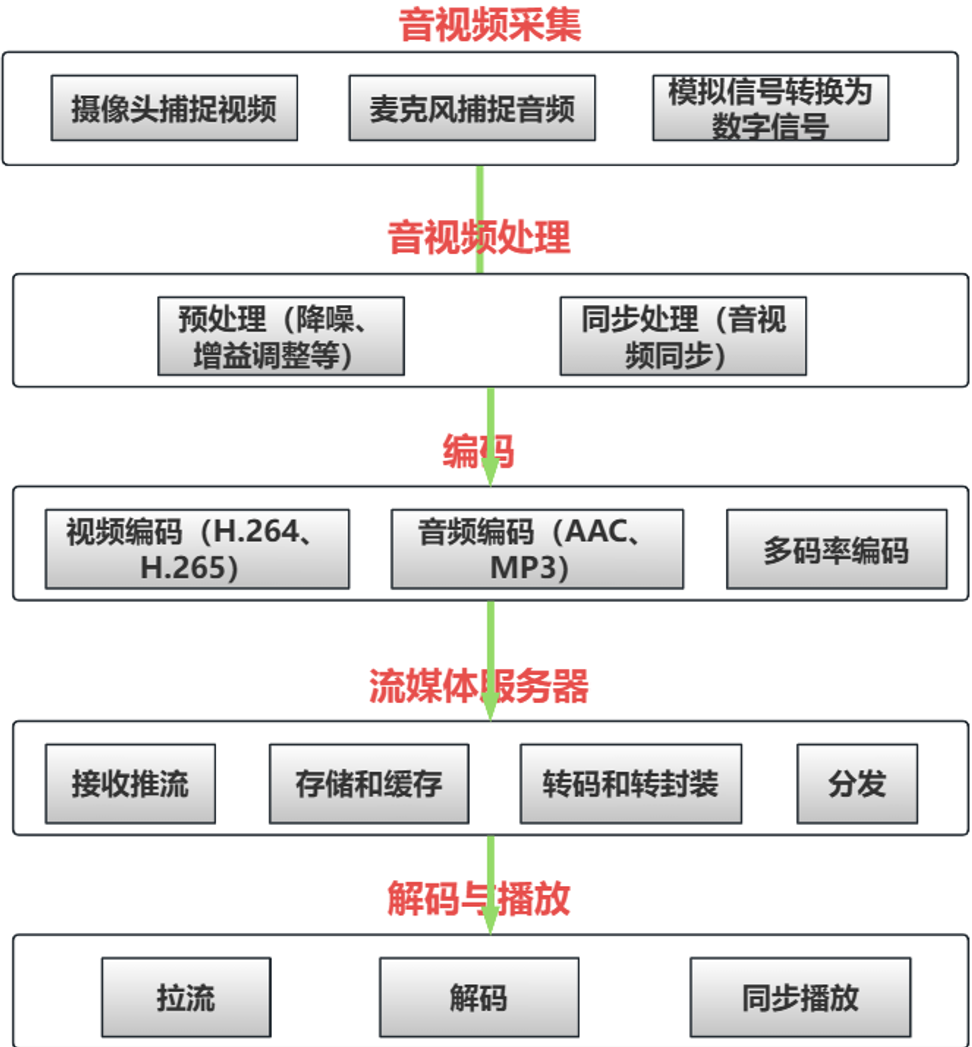 音视频采集
摄像头捕捉视频
麦克风捕捉音频
模拟信号转换为
数字信号
音视频处理
预处理（降噪、
增益调整等）
同步处理（音视
频同步）
编码
视频编码（H.264、
H.265）
音频编码（AAC、
MP3）
多码率编码
流媒体服务器
接收推流
存储和缓存
转码和转封装
分发
解码与播放
拉流
解码
同步播放